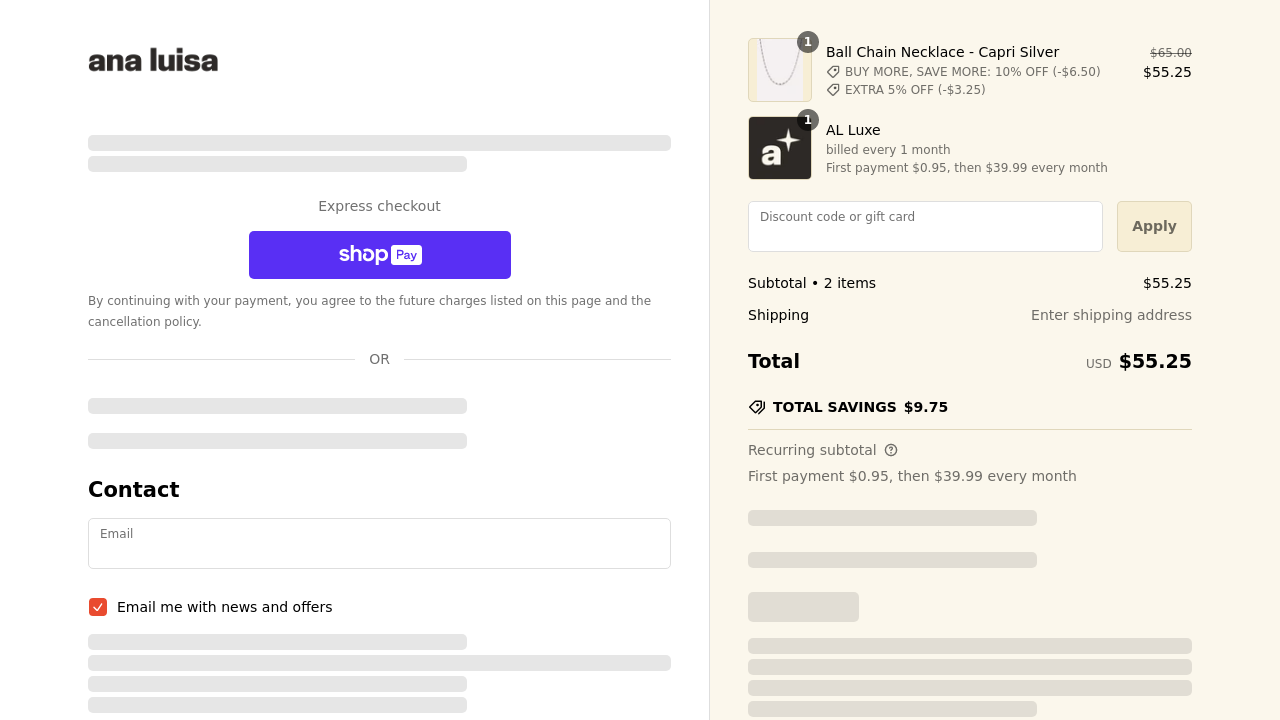 ana luisa
Express checkout
shop Pay
By continuing with your payment, you agree to the future charges listed on this page and the
cancellation policy.
OR
Contact
Email
Email me with news and offers
1
Ball Chain Necklace - Capri Silver
$65.00
BUY MORE, SAVE MORE: 10% OFF (-$6.50)
$55.25
EXTRA 5% OFF (-$3.25)
1
a
AL Luxe
billed every 1 month
First payment $0.95, then $39.99 every month
Discount code or gift card
Apply
Subtotal • 2 items
$55.25
Shipping
Enter shipping address
Total
USD $55.25
TOTAL SAVINGS $9.75
Recurring subtotal
First payment $0.95, then $39.99 every month